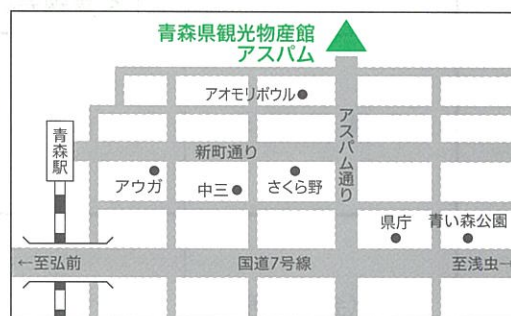 青森県観光物産館
アスパム
アオモリボウル
アスパム通り
青森駅
新町通り
アウガ
中三
さくら野
県庁
青い森公園
←至弘前
国道7号線
至浅虫→